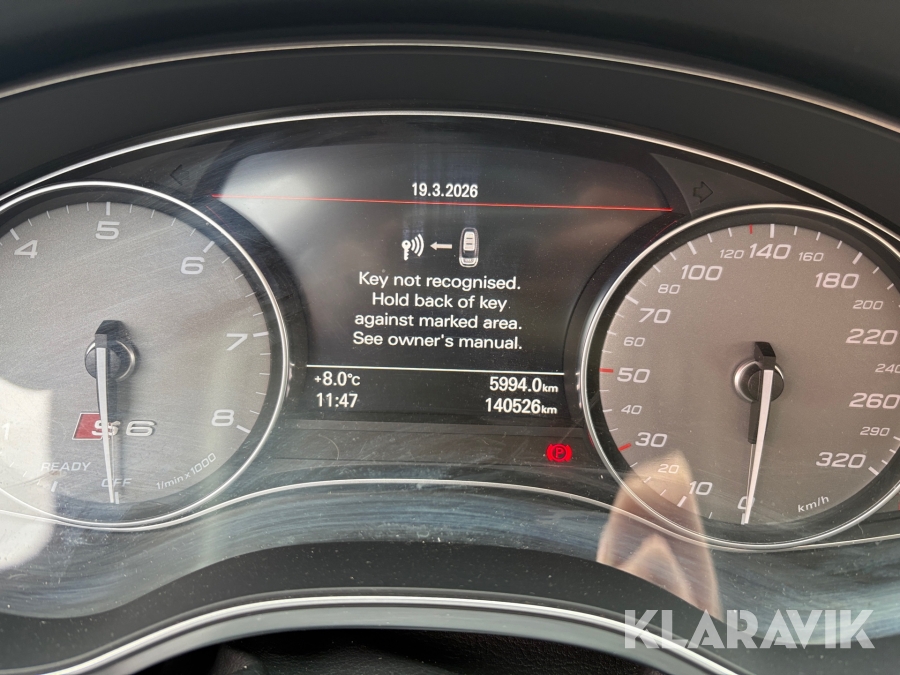 19.3.2026
Key not recognised.
Hold back of key
against marked area.
See owner's manual.
+8.0°C
5994.0km
11:47
140526km
1
4
5
6
7
8
S6
READY
OFF
1/min x1000
P
0
10
20
30
40
50
60
70
80
100
120
140
160
180
200
220
240
260
290
320
km/h
KLARAVIK